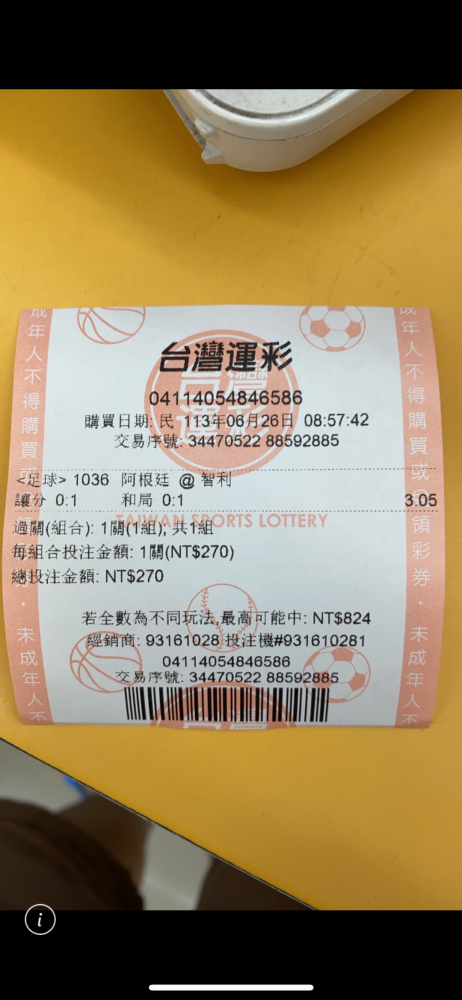 成年人不得購買或
領彩券．未成年人不
成年人不得購買
未成年人不
台灣運彩
04114054846586
購買日期: 民 113年06月26日 08:57:42
交易序號: 34470522 88592885
<足球> 1036 阿根廷 @ 智利
讓分 0:1 和局 0:1 3.05
TAIWAN SPORTS LOTTERY
過關(組合): 1關(1組), 共1組
每組合投注金額: 1關(NT$270)
總投注金額: NT$270
若全數為不同玩法,最高可能中: NT$824
經銷商: 93161028 投注機#931610281
04114054846586
交易序號: 34470522 88592885